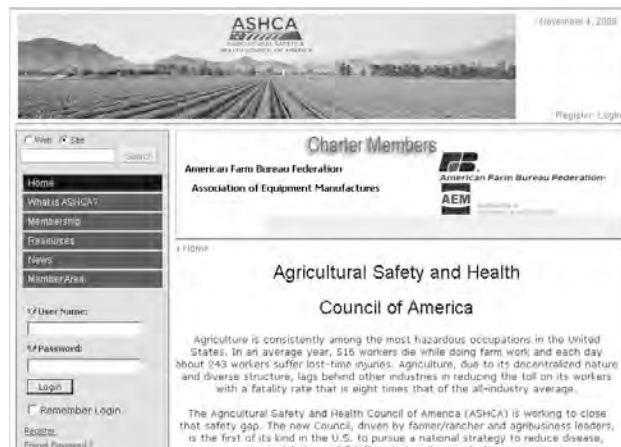 ASHCA
AGRICULTURAL SAFETY &
HEALTH COUNCIL OF AMERICA
November 4, 2009
Register Login
Web Site
Search
Charter Members
American Farm Bureau Federation
Association of Equipment Manufactures
American Farm Bureau Federation
AEM
Home
What is ASHCA?
Membership
Resources
News
Member Area
Home
Agricultural Safety and Health
Council of America
User Name:
Password:
Login
Remember Login
Register
Forgot Password ?
Agriculture is consistently among the most hazardous occupations in the United
States. In an average year, 516 workers die while doing farm work and each day
about 243 workers suffer lost-time injuries. Agriculture, due to its decentralized nature
and diverse structure, lags behind other industries in reducing the toll on its workers
with a fatality rate that is eight times that of the all-industry average.
The Agricultural Safety and Health Council of America (ASHCA) is working to close
that safety gap. The new Council, driven by farmer/rancher and agribusiness leaders,
is the first of its kind in the U.S. to pursue a national strategy to reduce disease,